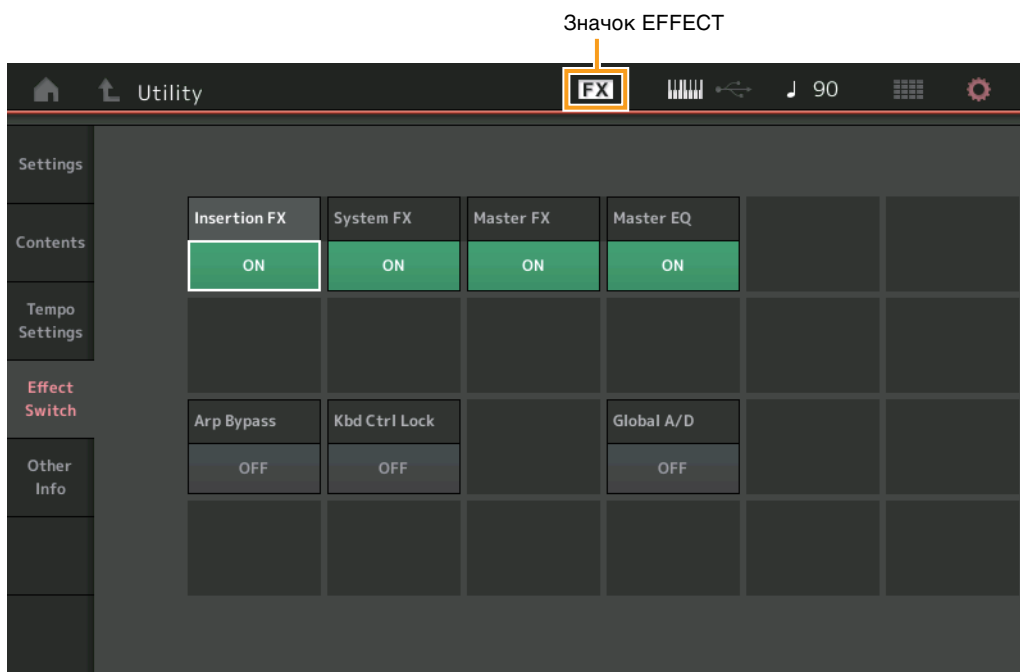 Значок EFFECT
Utility
FX
90
Settings
Contents
Tempo
Settings
Effect
Switch
Other
Info
Insertion FX
System FX
Master FX
Master EQ
ON
ON
ON
ON
Arp Bypass
Kbd Ctrl Lock
Global A/D
OFF
OFF
OFF